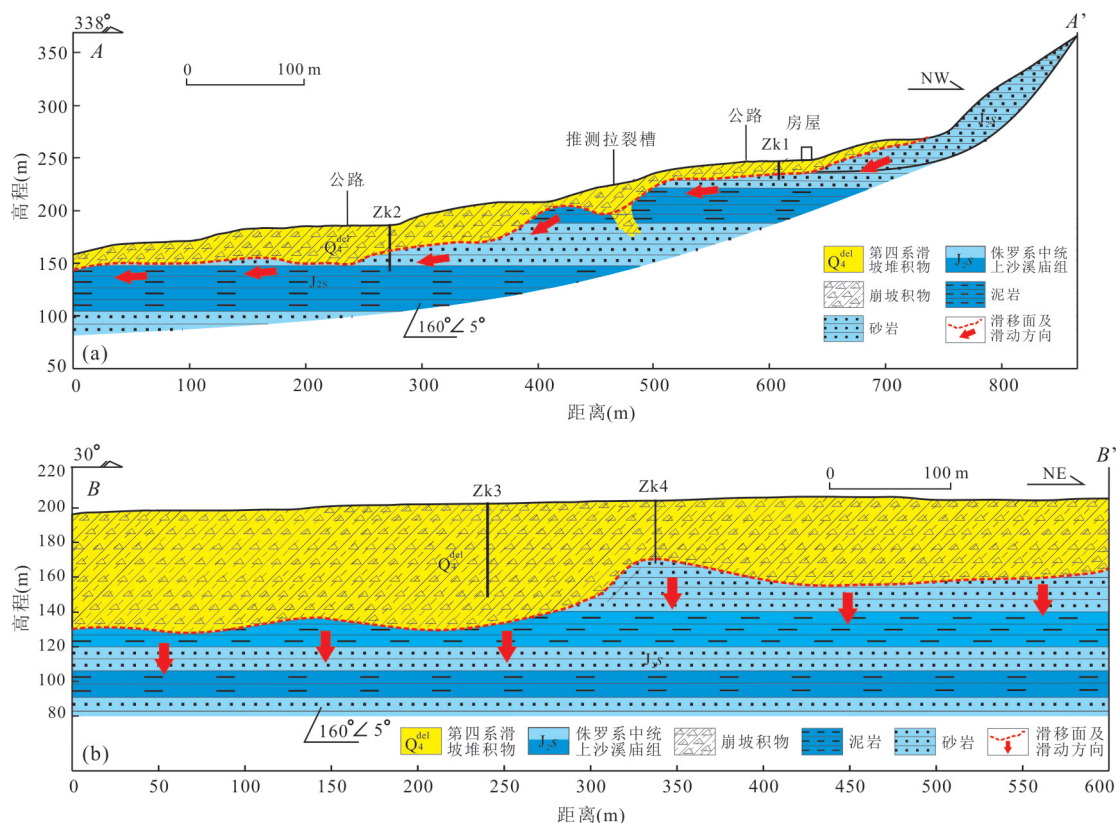 338°
A
A’
350
300
250
200
150
100
50
高程(m)
0 100 m
NW
推测拉裂槽
公路
房屋
Zk1
公路
Zk2
Q₄ᵈᵉˡ
J₂s
J₂s
160°∠5°
(a)
Q₄ᵈᵉˡ 第四系滑坡堆积物
J₂s 侏罗系中统上沙溪庙组
崩坡积物
泥岩
砂岩
滑移面及滑动方向
0 100 200 300 400 500 600 700 800
距离(m)
30°
B
B’
220
200
180
160
140
120
100
80
高程(m)
Zk3
Zk4
0 100 m
NE
Q₄ᵈᵉˡ
J₂s
160°∠5°
(b)
Q₄ᵈᵉˡ 第四系滑坡堆积物
J₂s 侏罗系中统上沙溪庙组
崩坡积物
泥岩
砂岩
滑移面及滑动方向
0 50 100 150 200 250 300 350 400 450 500 550 600
距离(m)